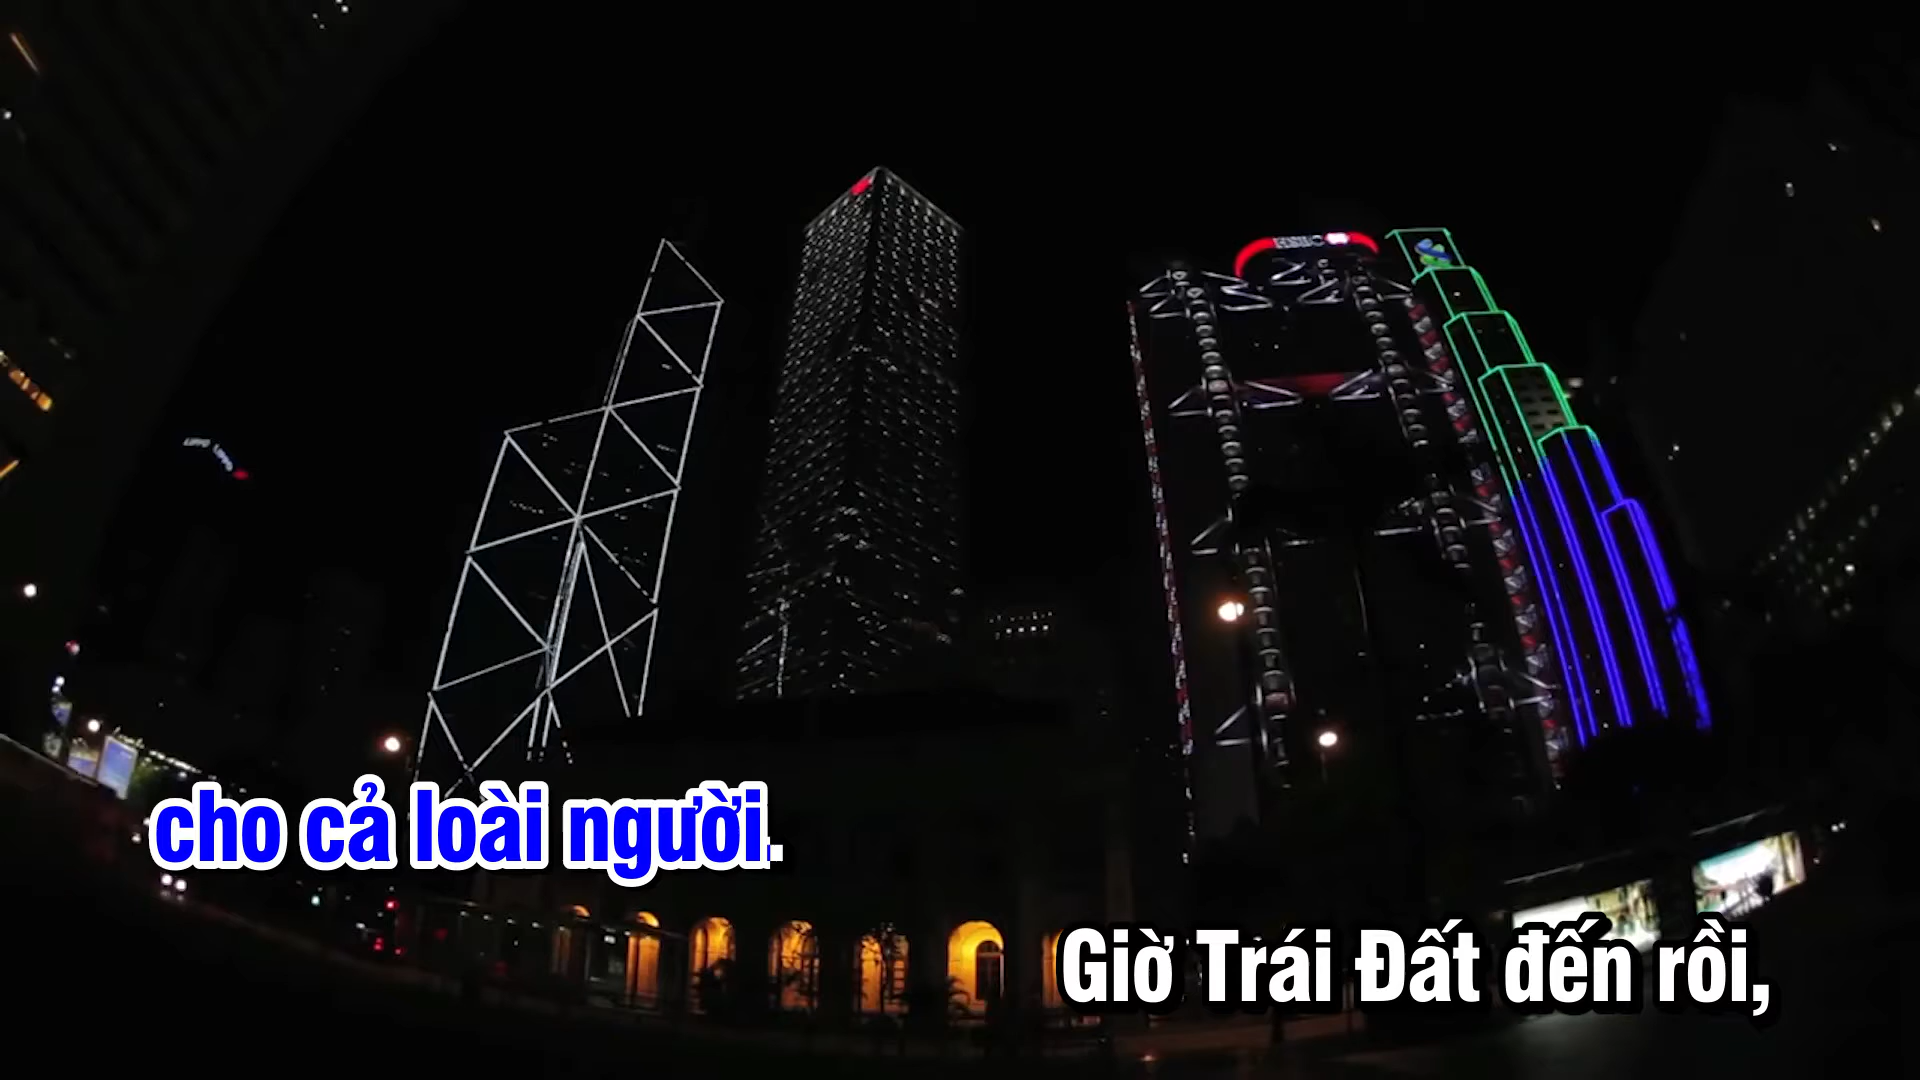 cho cả loài người.
Giờ Trái Đất đến rồi,